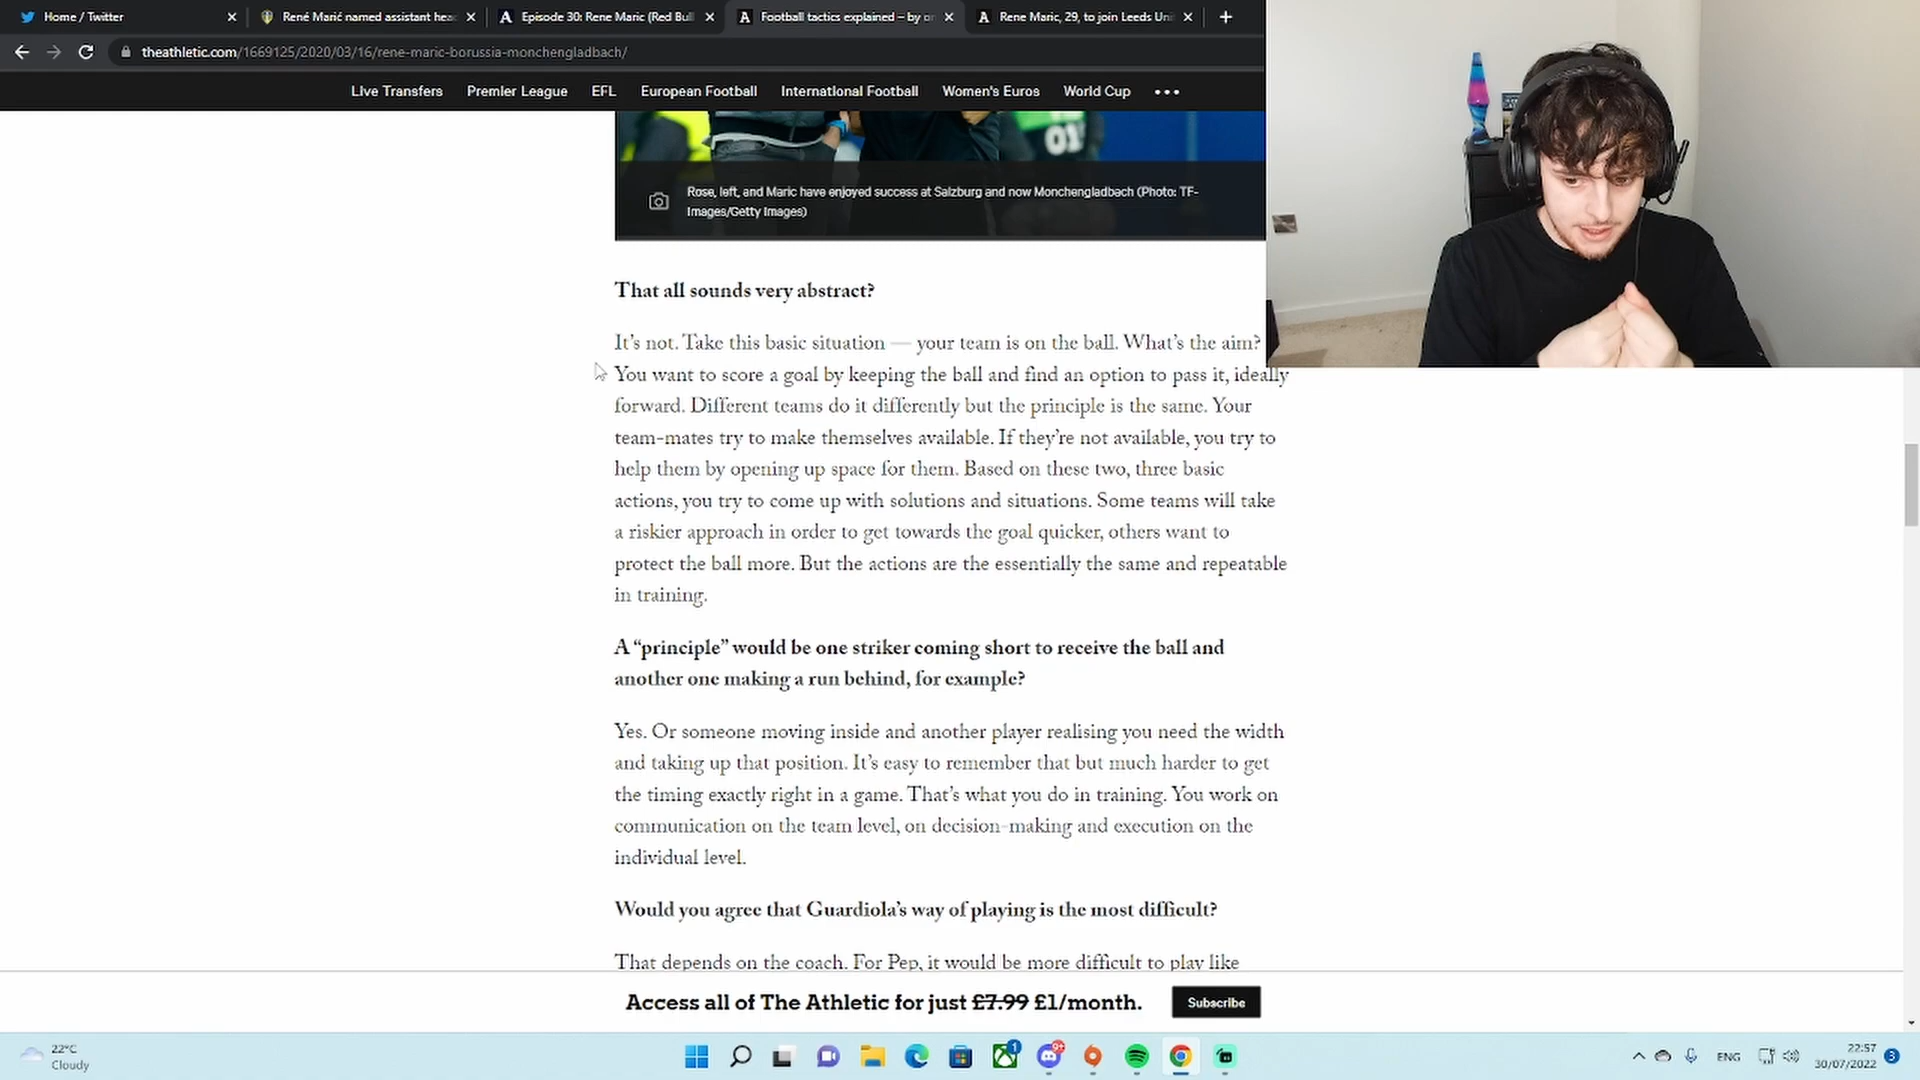 Home / Twitter
René Marić named assistant hea
Episode 30: Rene Maric (Red Bull
Football tactics explained – by o
Rene Maric, 29, to join Leeds Un
theathletic.com/1669125/2020/03/16/rene-maric-borussia-monchengladbach/
Live Transfers Premier League EFL European Football International Football Women's Euros World Cup
01
Rose, left, and Maric have enjoyed success at Salzburg and now Monchengladbach (Photo: TF-
Images/Getty Images)
That all sounds very abstract?
It's not. Take this basic situation — your team is on the ball. What's the aim?
You want to score a goal by keeping the ball and find an option to pass it, ideally
forward. Different teams do it differently but the principle is the same. Your
team-mates try to make themselves available. If they're not available, you try to
help them by opening up space for them. Based on these two, three basic
actions, you try to come up with solutions and situations. Some teams will take
a riskier approach in order to get towards the goal quicker, others want to
protect the ball more. But the actions are the essentially the same and repeatable
in training.
A “principle” would be one striker coming short to receive the ball and
another one making a run behind, for example?
Yes. Or someone moving inside and another player realising you need the width
and taking up that position. It's easy to remember that but much harder to get
the timing exactly right in a game. That's what you do in training. You work on
communication on the team level, on decision-making and execution on the
individual level.
Would you agree that Guardiola's way of playing is the most difficult?
That depends on the coach. For Pep, it would be more difficult to play like
Access all of The Athletic for just £7.99 £1/month.
Subscribe
22°C
Cloudy
1
9+
ENG
22:57
30/07/2022
3